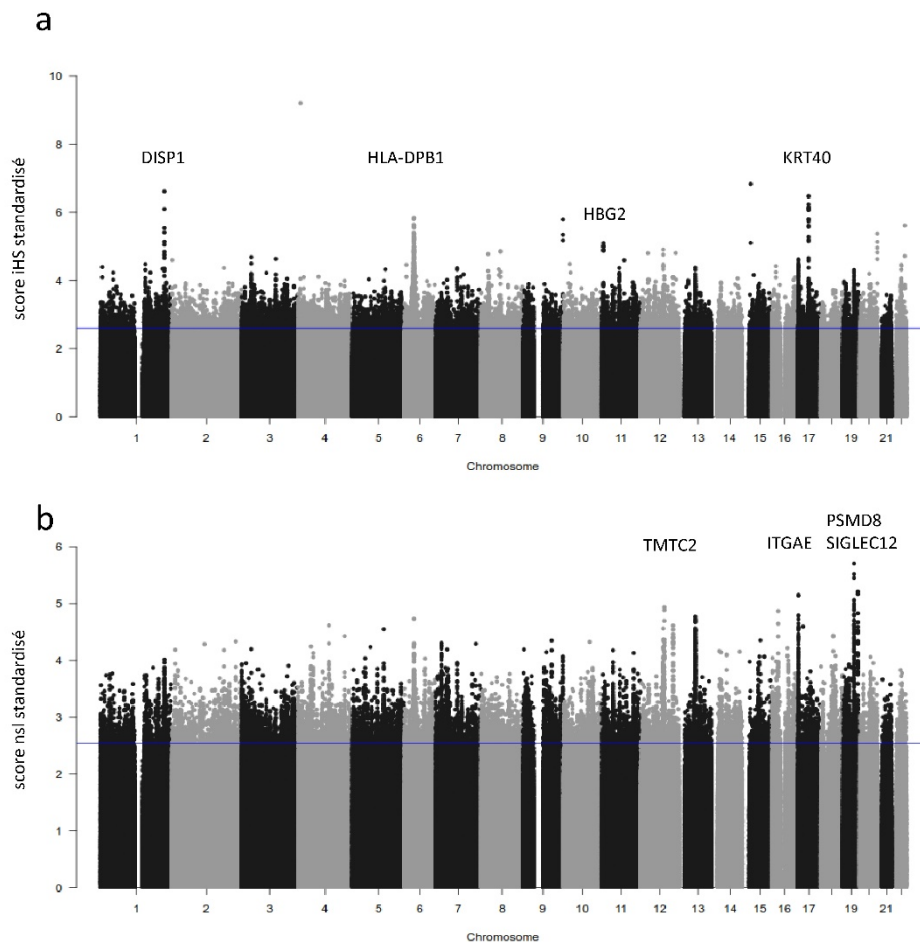 a
score iHS standardisé
10
8
6
4
2
0
DISP1
HLA-DPB1
HBG2
KRT40
1 2 3 4 5 6 7 8 9 10 11 12 13 14 15 16 17 19 21
Chromosome
b
score nsl standardisé
6
5
4
3
2
1
0
TMTC2
ITGAE
PSMD8
SIGLEC12
1 2 3 4 5 6 7 8 9 10 11 12 13 14 15 16 17 19 21
Chromosome